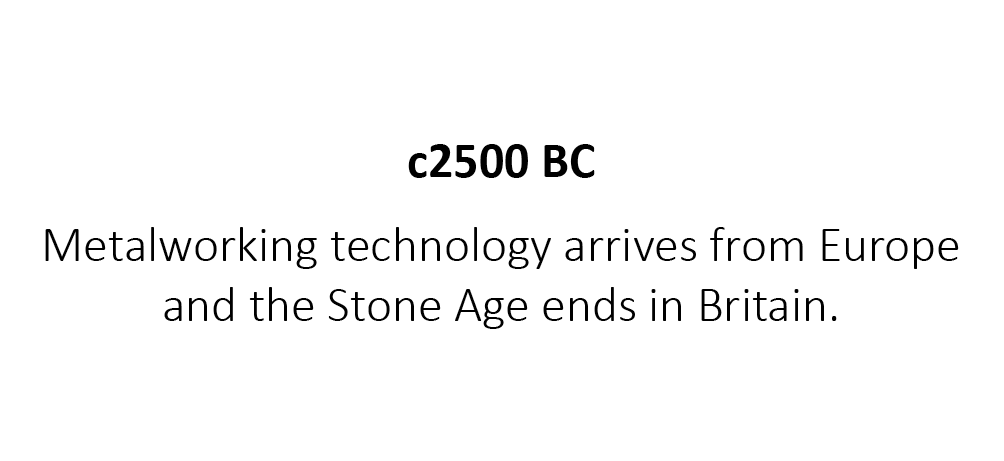 c2500 BC
Metalworking technology arrives from Europe
and the Stone Age ends in Britain.